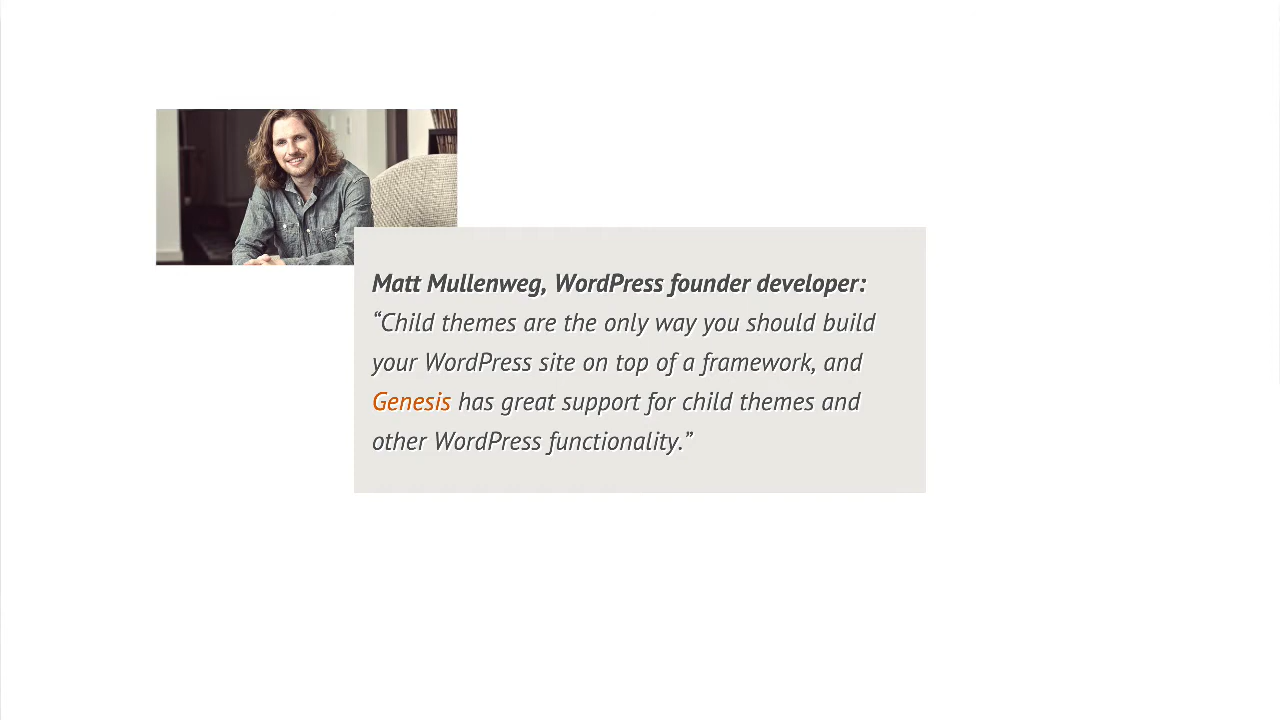 Matt Mullenweg, WordPress founder developer:
“Child themes are the only way you should build
your WordPress site on top of a framework, and
Genesis has great support for child themes and
other WordPress functionality.”